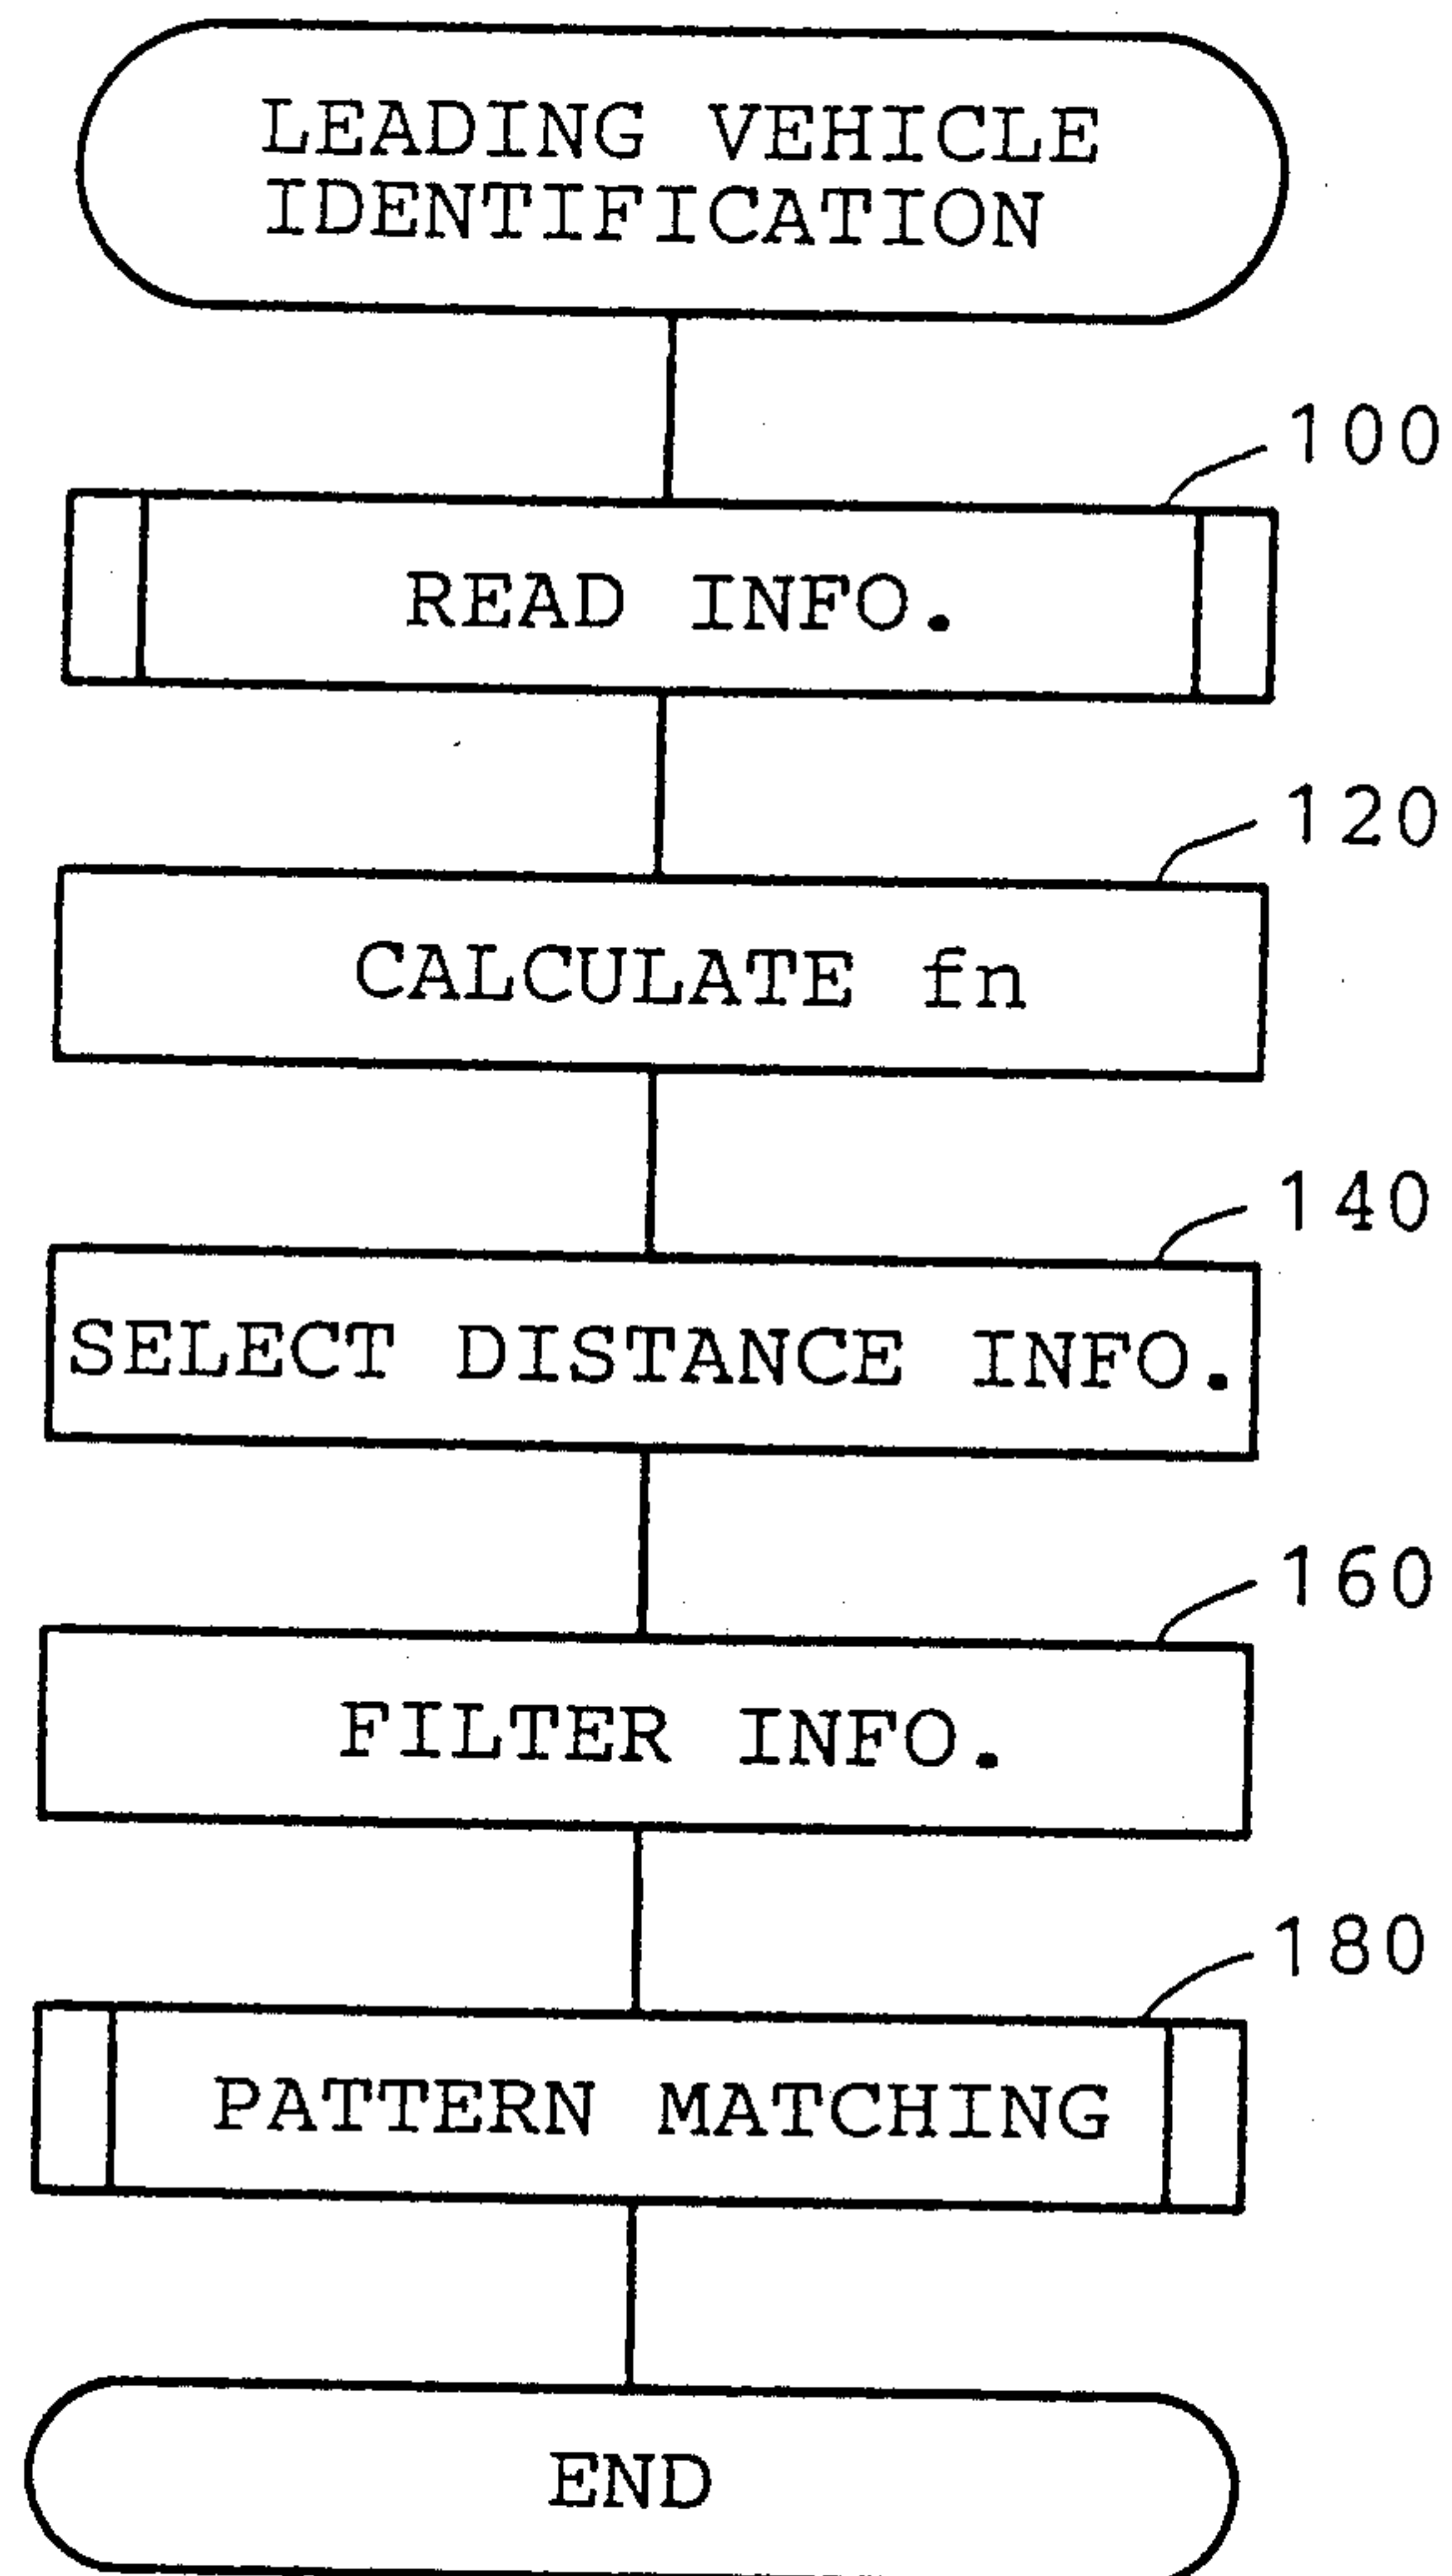 LEADING VEHICLE
IDENTIFICATION
100
READ INFO.
120
CALCULATE fn
140
SELECT DISTANCE INFO.
160
FILTER INFO.
180
PATTERN MATCHING
END